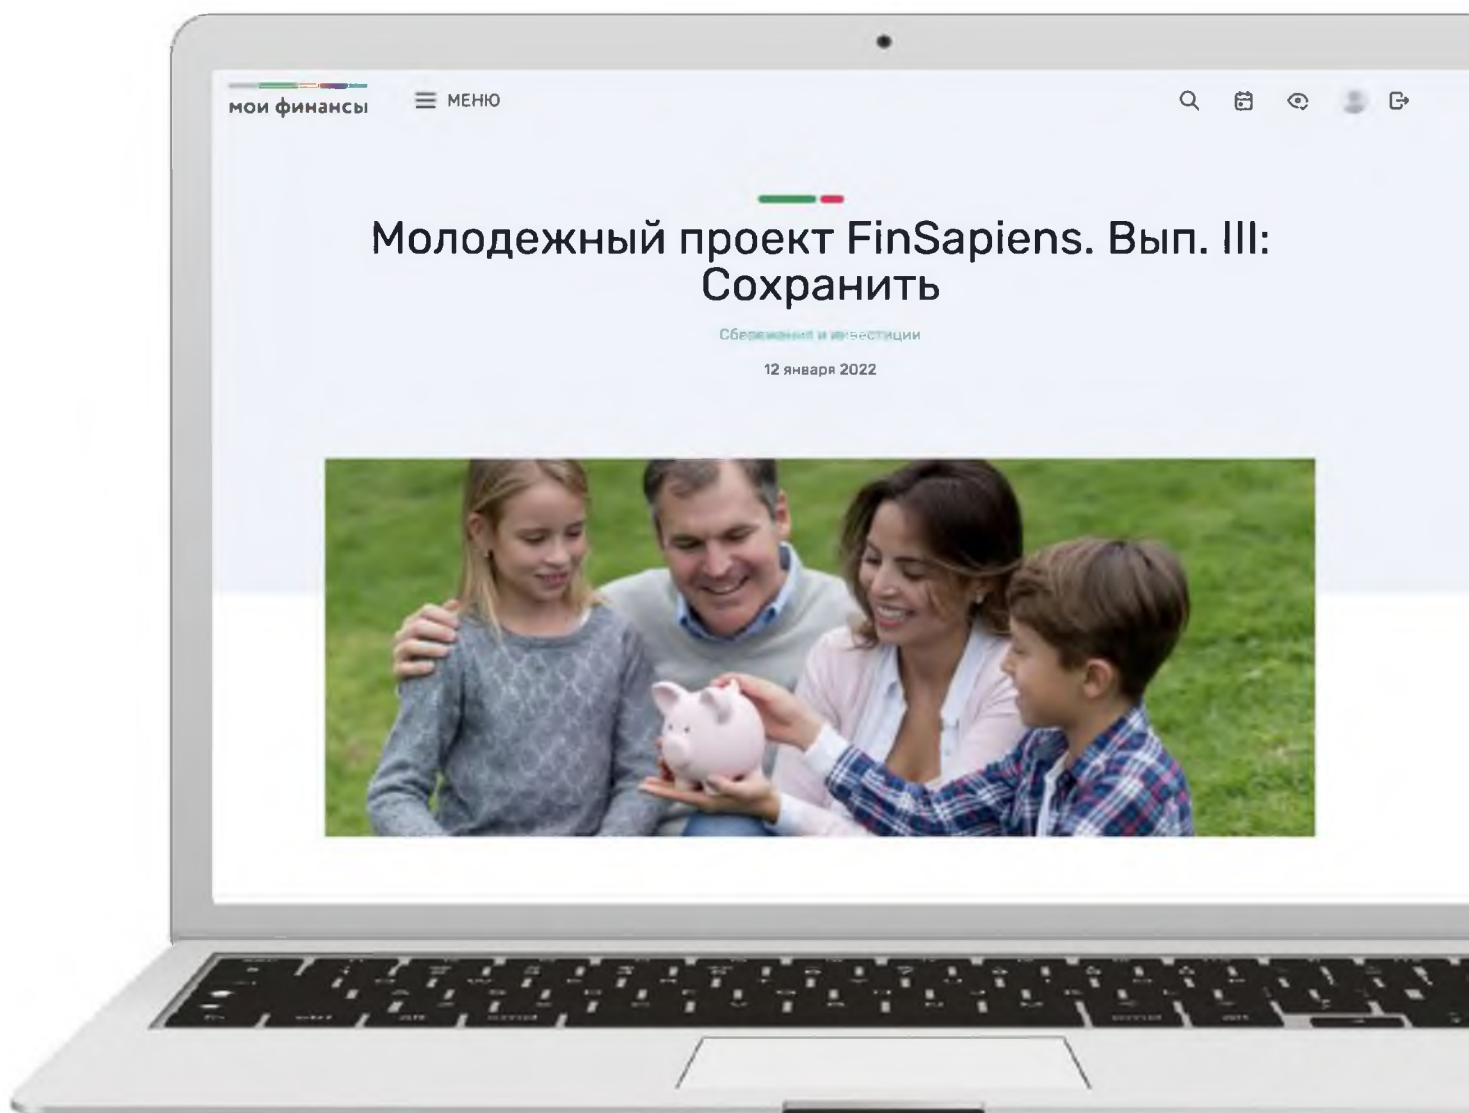 мои финансы
МЕНЮ
Молодежный проект FinSapiens. Вып. III:
Сохранить
Сбережения и инвестиции
12 января 2022